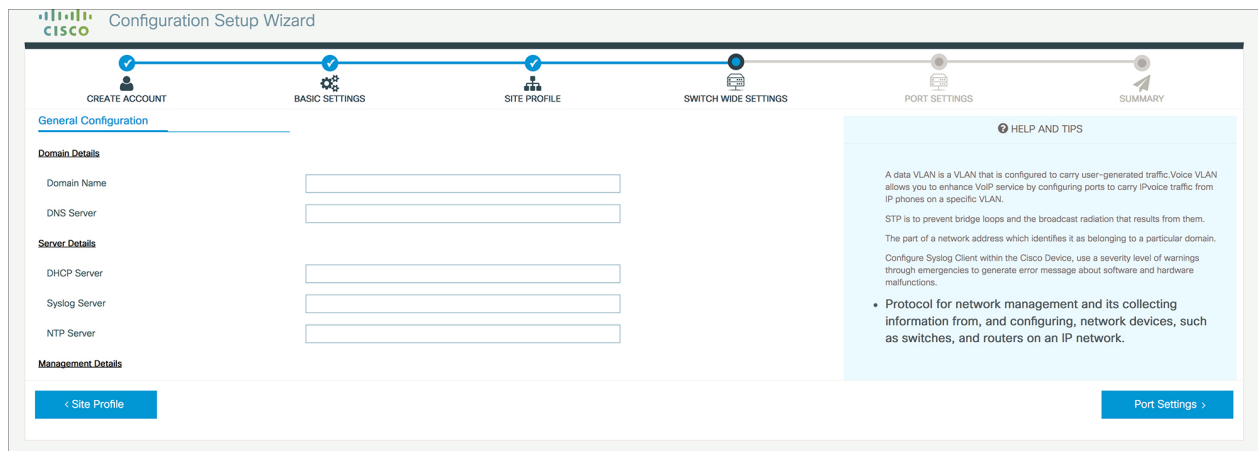 CISCO
Configuration Setup Wizard
CREATE ACCOUNT
BASIC SETTINGS
SITE PROFILE
SWITCH WIDE SETTINGS
PORT SETTINGS
SUMMARY
General Configuration
Domain Details
Domain Name
DNS Server
Server Details
DHCP Server
Syslog Server
NTP Server
Management Details
HELP AND TIPS
A data VLAN is a VLAN that is configured to carry user-generated traffic.Voice VLAN
allows you to enhance VoIP service by configuring ports to carry IPvoice traffic from
IP phones on a specific VLAN.
STP is to prevent bridge loops and the broadcast radiation that results from them.
The part of a network address which identifies it as belonging to a particular domain.
Configure Syslog Client within the Cisco Device, use a severity level of warnings
through emergencies to generate error message about software and hardware
malfunctions.
• Protocol for network management and its collecting
information from, and configuring, network devices, such
as switches, and routers on an IP network.
< Site Profile
Port Settings >